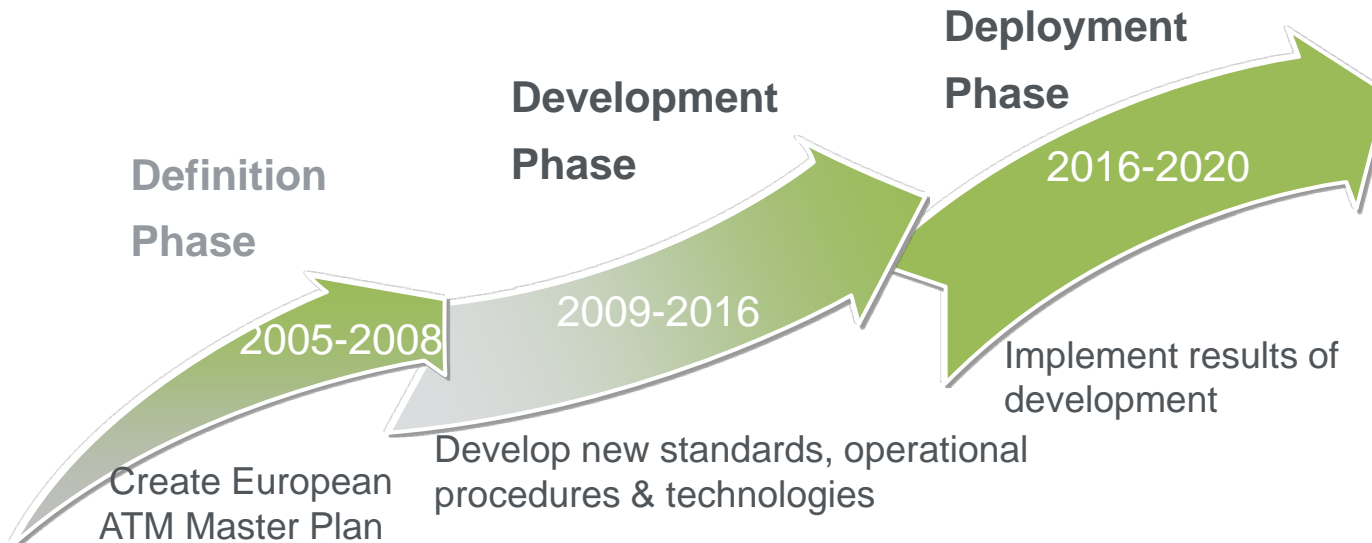 Definition
Phase
2005-2008
Create European
ATM Master Plan
Development
Phase
2009-2016
Develop new standards, operational
procedures & technologies
Deployment
Phase
2016-2020
Implement results of
development